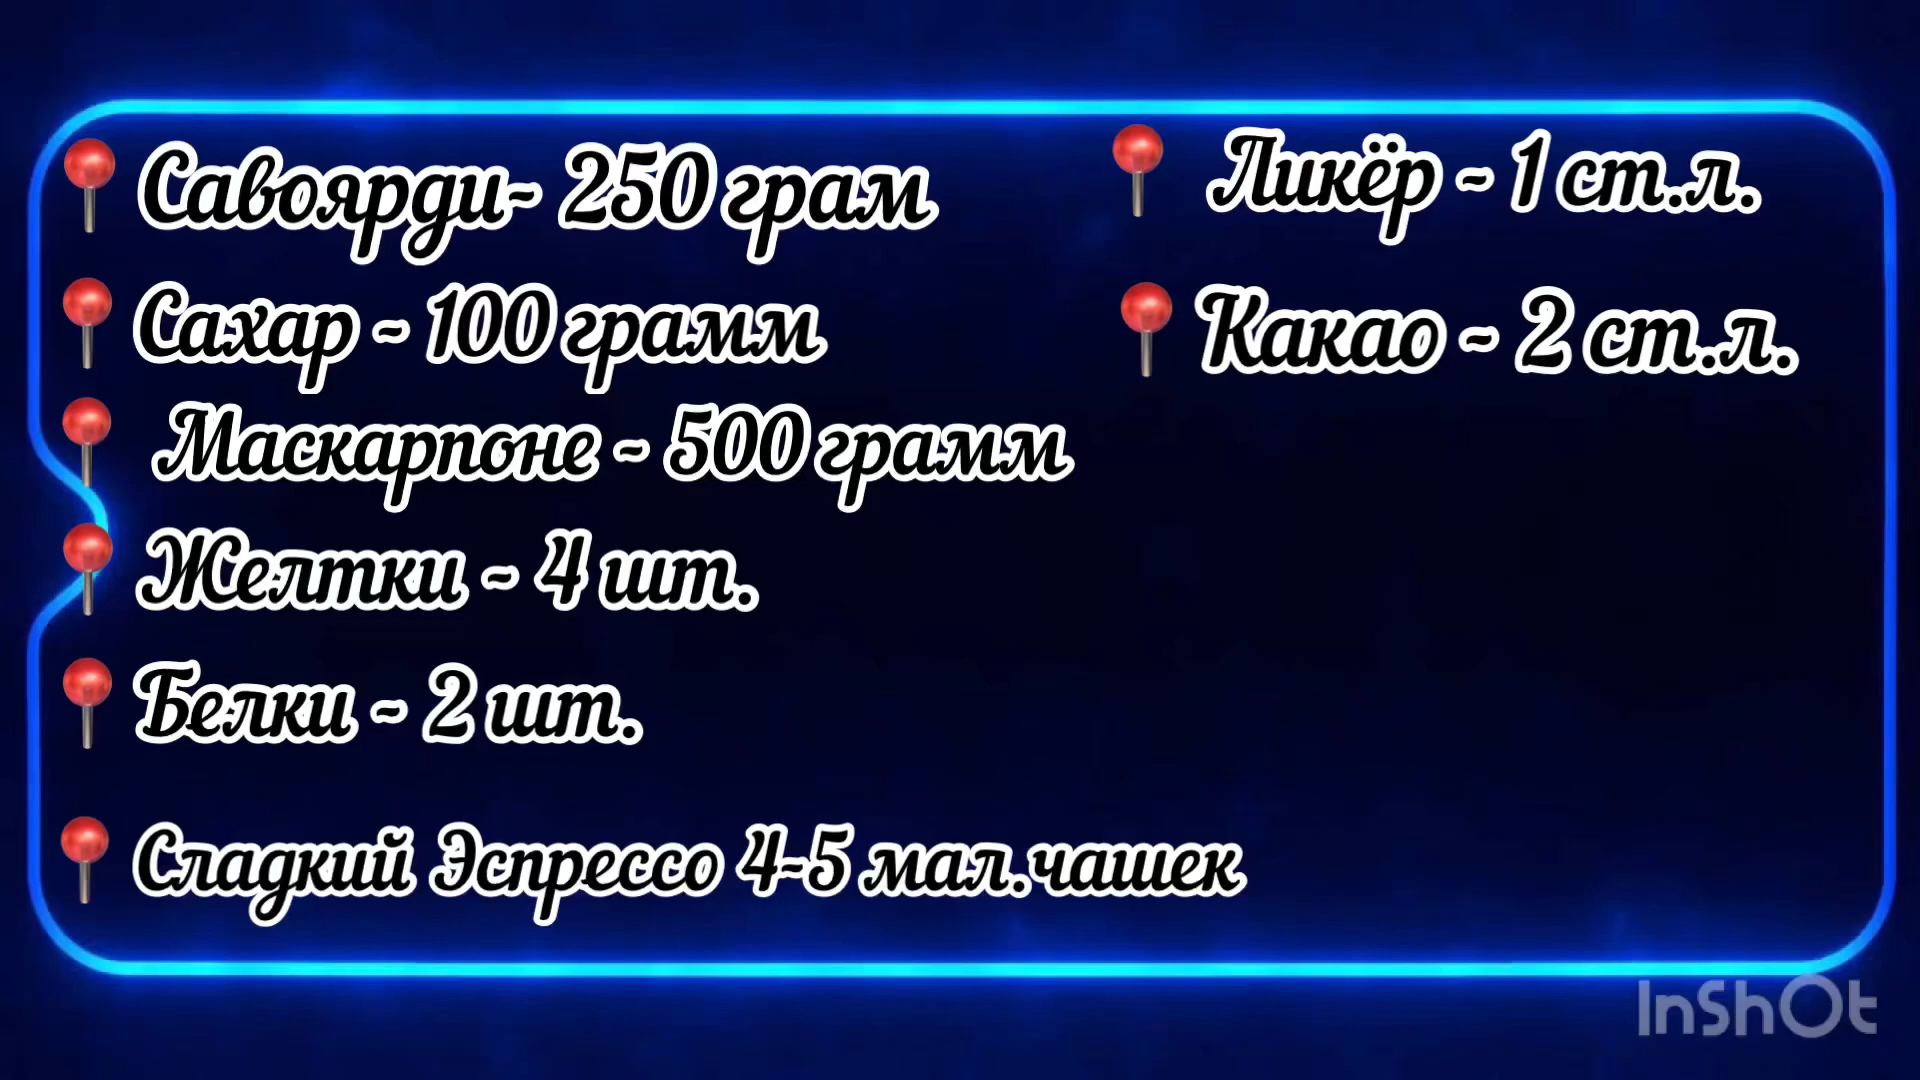 Савоярди- 250 грам
Сахар - 100 грамм
Маскарпоне - 500 грамм
Желтки - 4 шт.
Белки - 2 шт.
Сладкий Эспрессо 4-5 мал.чашек
Ликёр - 1 ст.л.
Какао - 2 ст.л.
InShOt